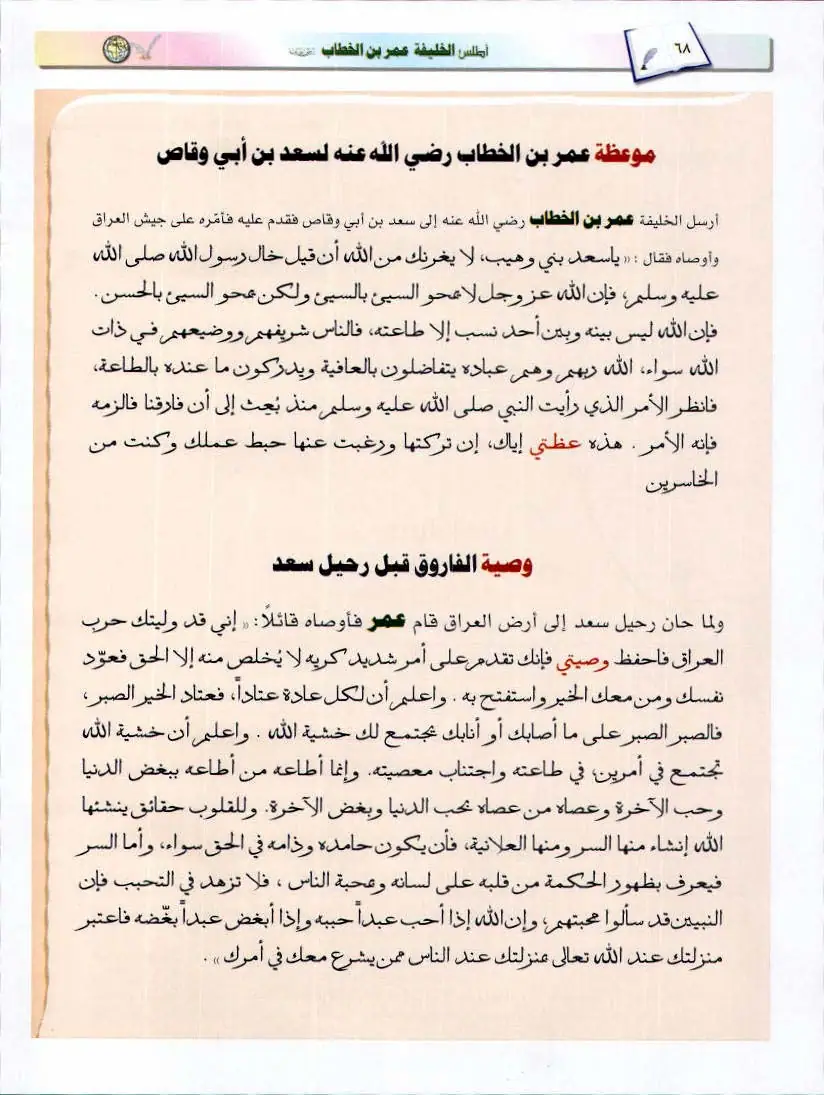 ٦٨
أطلس الخليفة عمر بن الخطاب
موعظة عمر بن الخطاب رضي الله عنه لسعد بن أبي وقاص
أرسل الخليفة عمر بن الخطاب رضي الله عنه إلى سعد بن أبي وقاص فقدم عليه فأمّره على جيش العراق
وأوصاه فقال : « ياسعد بني وهيب، لا يغرنك من الله أن قيل خال رسول الله صلى الله
عليه وسلم، فإن الله عز وجل لا يمحو السيئ بالسيئ ولكن يمحو السيئ بالحسن .
فإن الله ليس بينه وبين أحد نسب إلا طاعته، فالناس شريفهم ووضيعهم في ذات
الله سواء، الله ربهم وهم عباده يتفاضلون بالعافية ويدركون ما عنده بالطاعة،
فانظر الأمر الذي رأيت النبي صلى الله عليه وسلم منذ بُعِث إلى أن فارقنا فالزمه
فإنه الأمر . هذه عظتي إياك، إن تركتها ورغبت عنها حبط عملك وكنت من
الخاسرين
وصية الفاروق قبل رحيل سعد
ولما حان رحيل سعد إلى أرض العراق قام عمر فأوصاه قائلاً: « إني قد وليتك حرب
العراق فاحفظ وصيتي فإنك تقدم على أمر شديد كريه لا يُخلص منه إلا الحق فعوّد
نفسك ومن معك الخير واستفتح به . واعلم أن لكل عادة عتاداً، فعتاد الخير الصبر،
فالصبر الصبر على ما أصابك أو أنابك يجتمع لك خشية الله . واعلم أن خشية الله
تجتمع في أمرين، في طاعته واجتناب معصيته. وإنما أطاعه من أطاعه ببغض الدنيا
وحب الآخرة وعصاه من عصاه بحب الدنيا وبغض الآخرة. وللقلوب حقائق ينشئها
الله إنشاء منها السر ومنها العلانية، فأن يكون حامده وذامه في الحق سواء، وأما السر
فيعرف بظهور الحكمة من قلبه على لسانه ومحبة الناس ، فلا تزهد في التحبب فإن
النبيين قد سألوا محبتهم، وإن الله إذا أحب عبداً حببه وإذا أبغض عبداً بغّضه فاعتبر
منزلتك عند الله تعالى بمنزلتك عند الناس ممن يشرع معك في أمرك » .